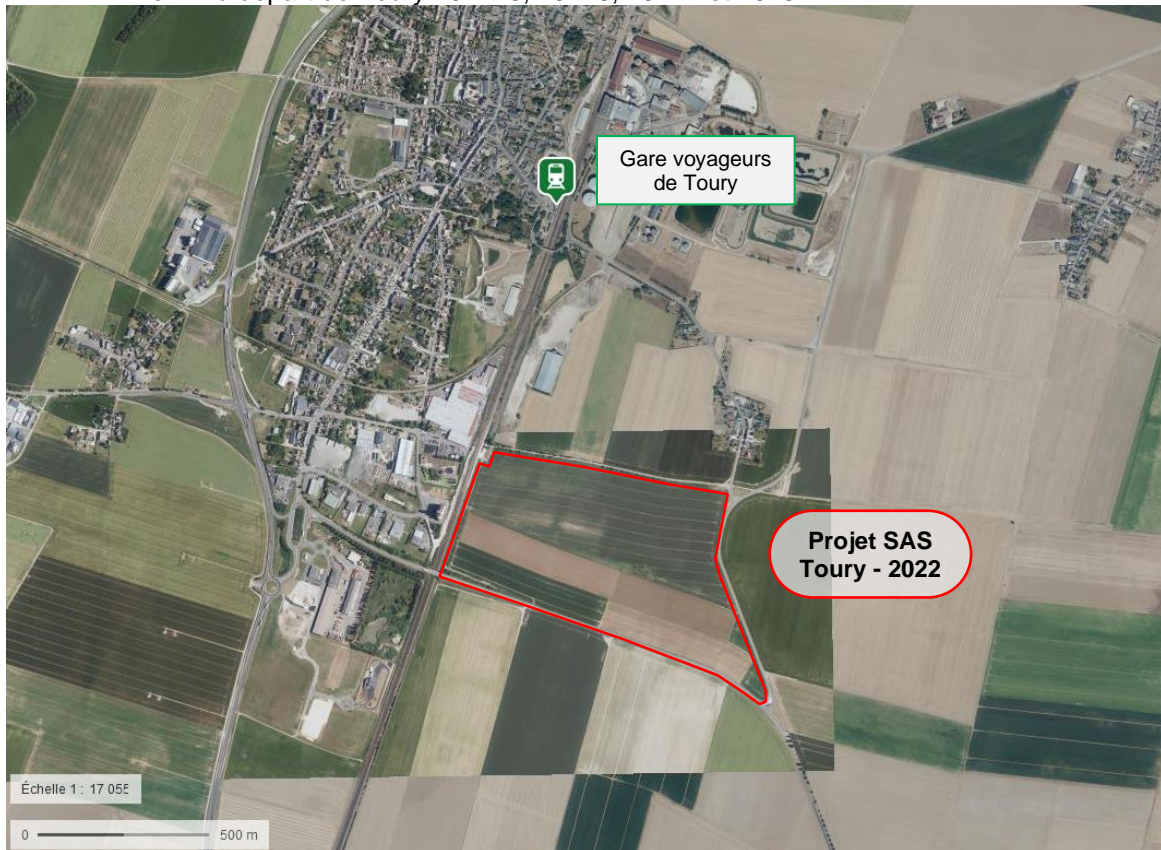 Gare voyageurs
de Toury
Projet SAS
Toury - 2022
Échelle 1 : 17 055
0
500 m